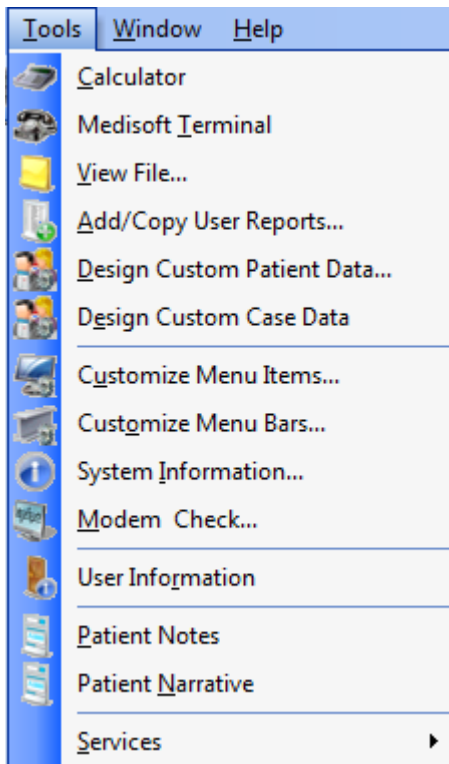 Tools Window Help
Calculator
Medisoft Terminal
View File...
Add/Copy User Reports...
Design Custom Patient Data...
Design Custom Case Data
Customize Menu Items...
Customize Menu Bars...
System Information...
Modem  Check...
User Information
Patient Notes
Patient Narrative
Services